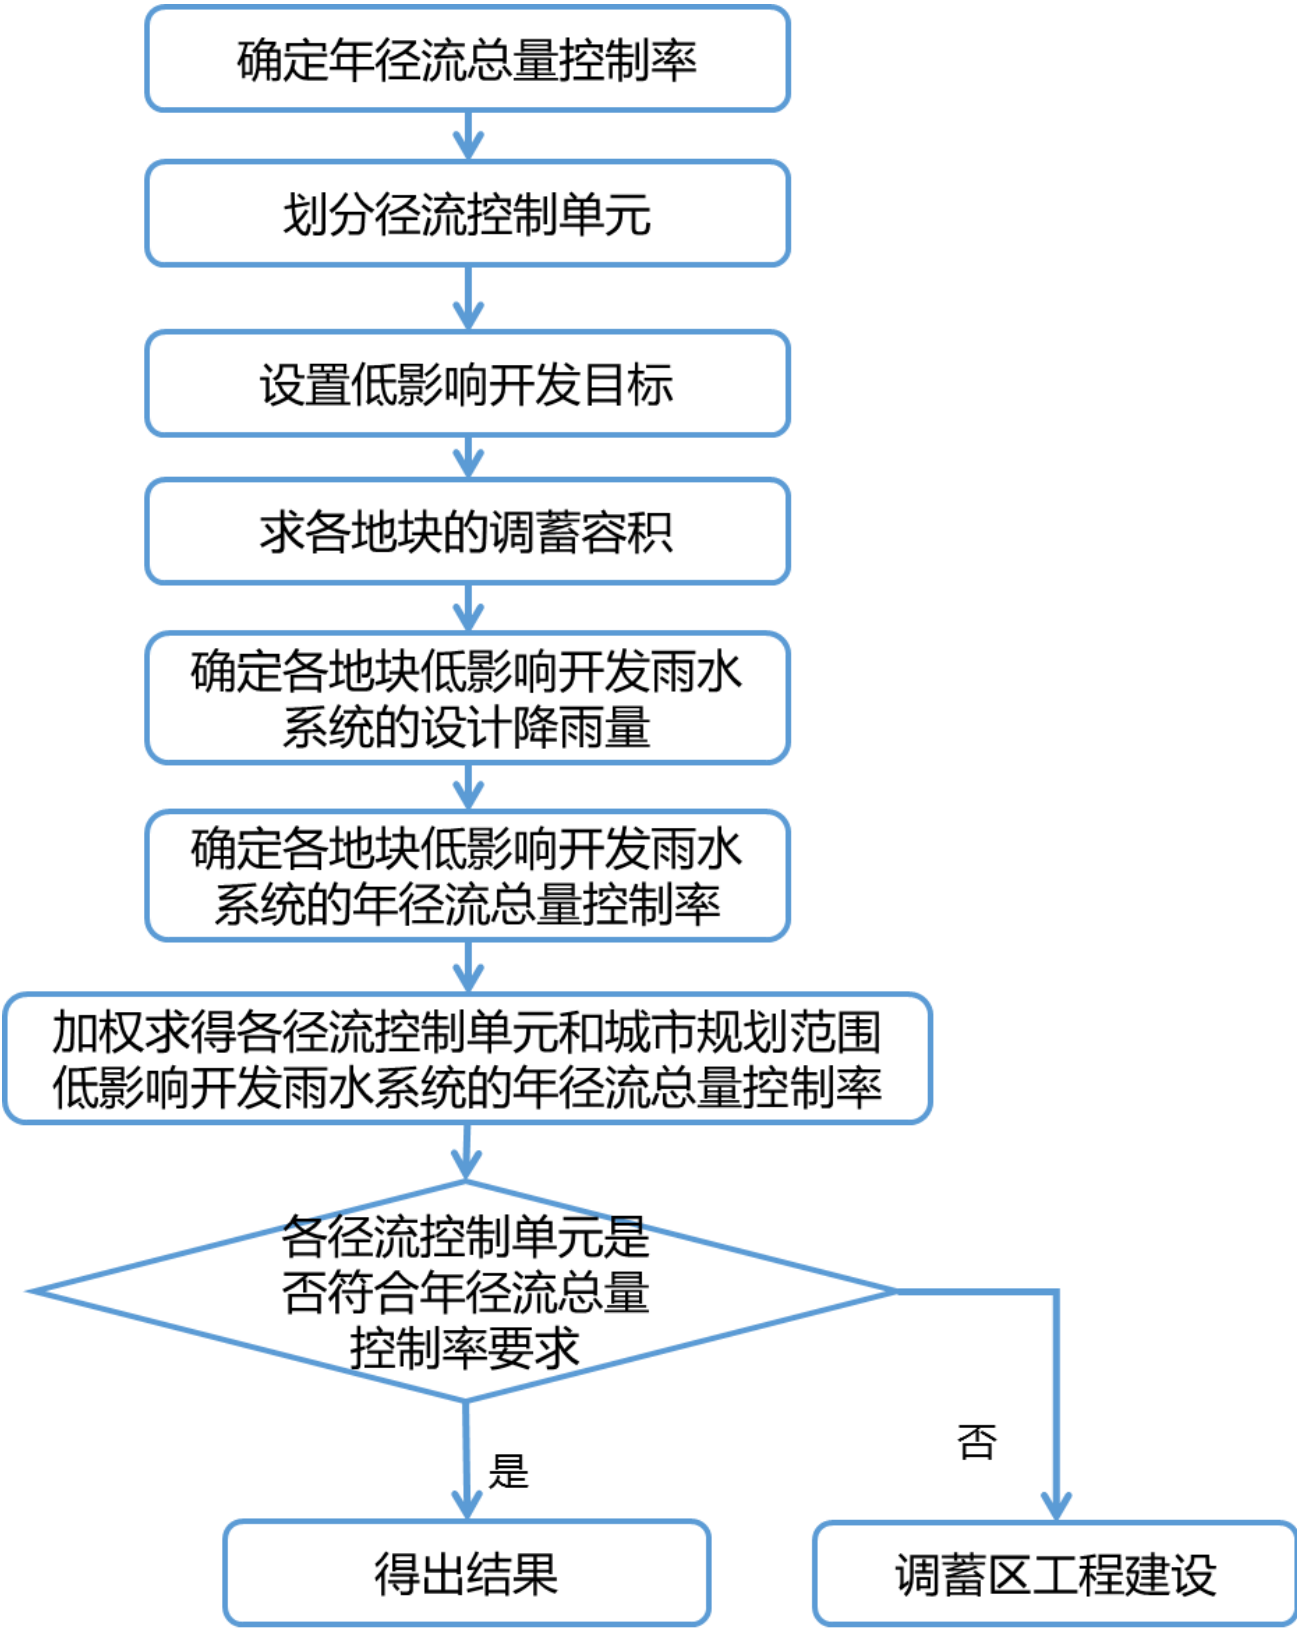 确定年径流总量控制率
划分径流控制单元
设置低影响开发目标
求各地块的调蓄容积
确定各地块低影响开发雨水
系统的设计降雨量
确定各地块低影响开发雨水
系统的年径流总量控制率
加权求得各径流控制单元和城市规划范围
低影响开发雨水系统的年径流总量控制率
各径流控制单元是
否符合年径流总量
控制率要求
否
是
得出结果
调蓄区工程建设